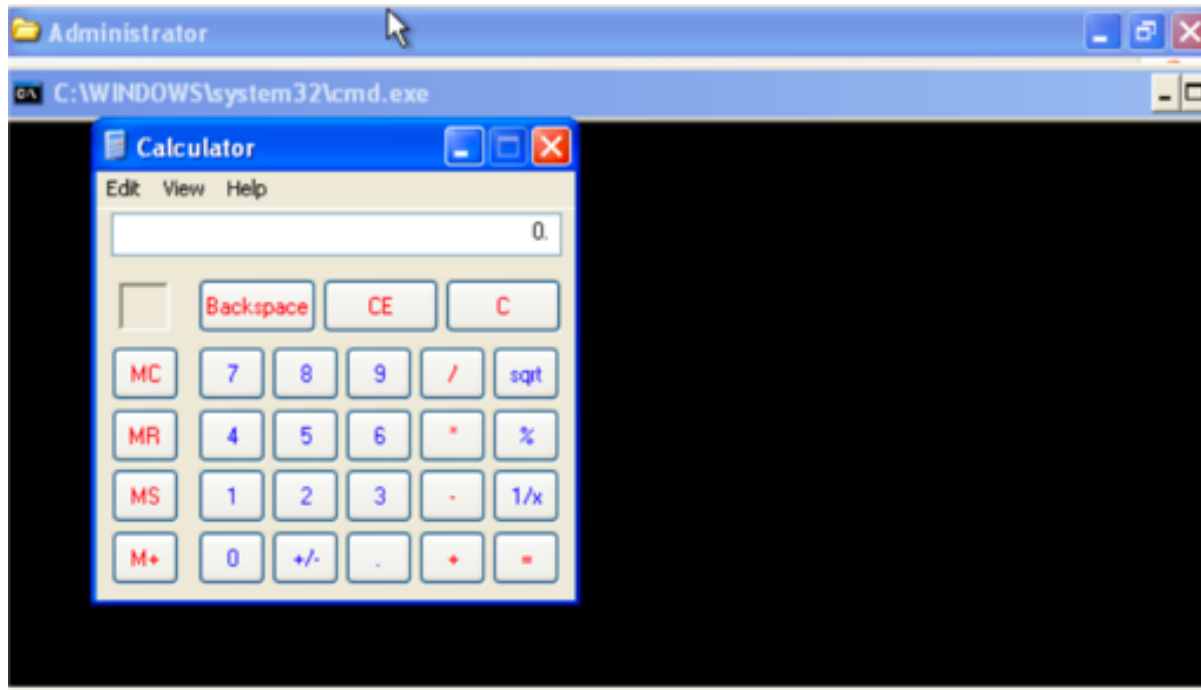 Administrator
C:\WINDOWS\system32\cmd.exe
Calculator
Edit View Help
0.
Backspace CE C
MC 7 8 9 / sqrt
MR 4 5 6 * %
MS 1 2 3 - 1/x
M+ 0 +/- . + =